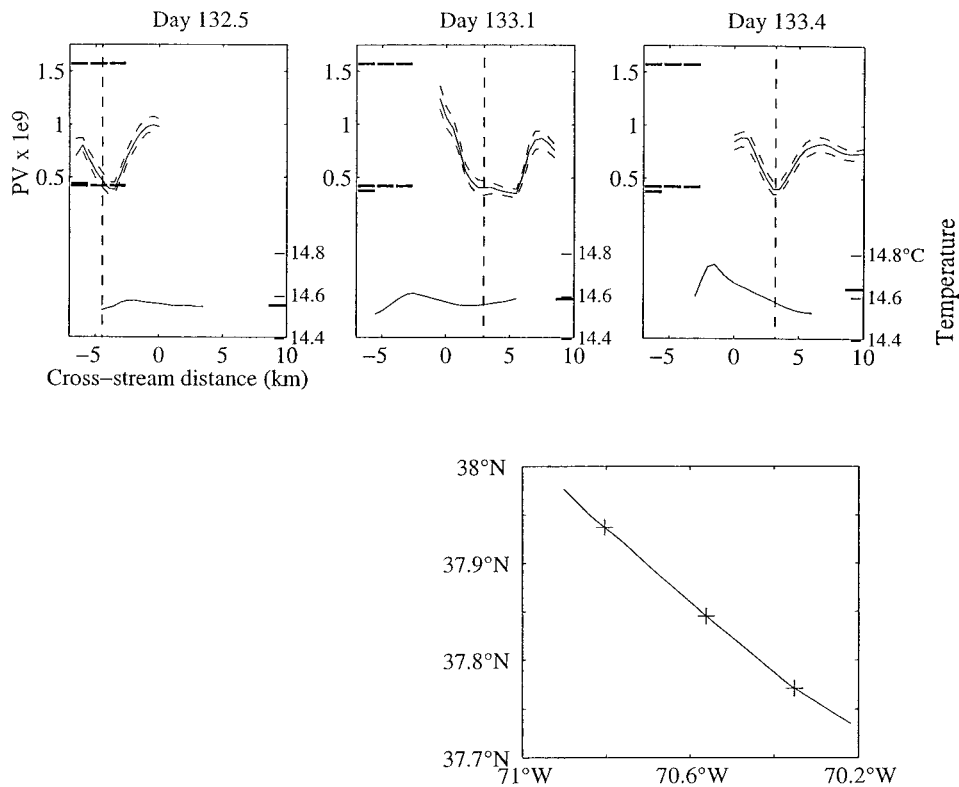 Day 132.5
Day 133.1
Day 133.4
PV x 1e9
1.5
1
0.5
1.5
1
0.5
1.5
1
0.5
14.8
14.6
14.4
14.8
14.6
14.4
14.8°C
14.6
14.4
Temperature
−5 0 5 10
−5 0 5 10
−5 0 5 10
Cross−stream distance (km)
38°N
37.9°N
37.8°N
37.7°N
71°W 70.6°W 70.2°W